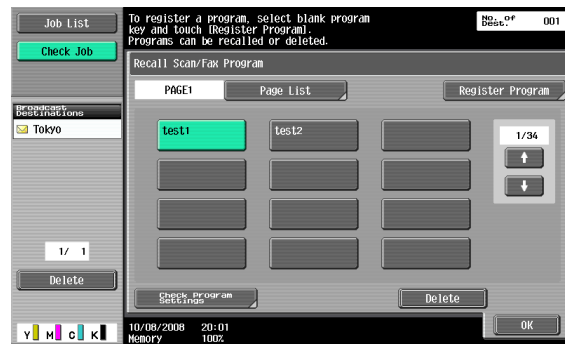 Job List
Check Job
To register a program, select blank program
key and touch [Register Program].
Programs can be recalled or deleted.
No. of
Dest.
001
Recall Scan/Fax Program
PAGE1
Page List
Register Program
Broadcast
Destinations
Tokyo
test1
test2
1/34
1/ 1
Delete
Check Program
Settings
Delete
Y M C K
10/08/2008 20:01
Memory 100%
OK